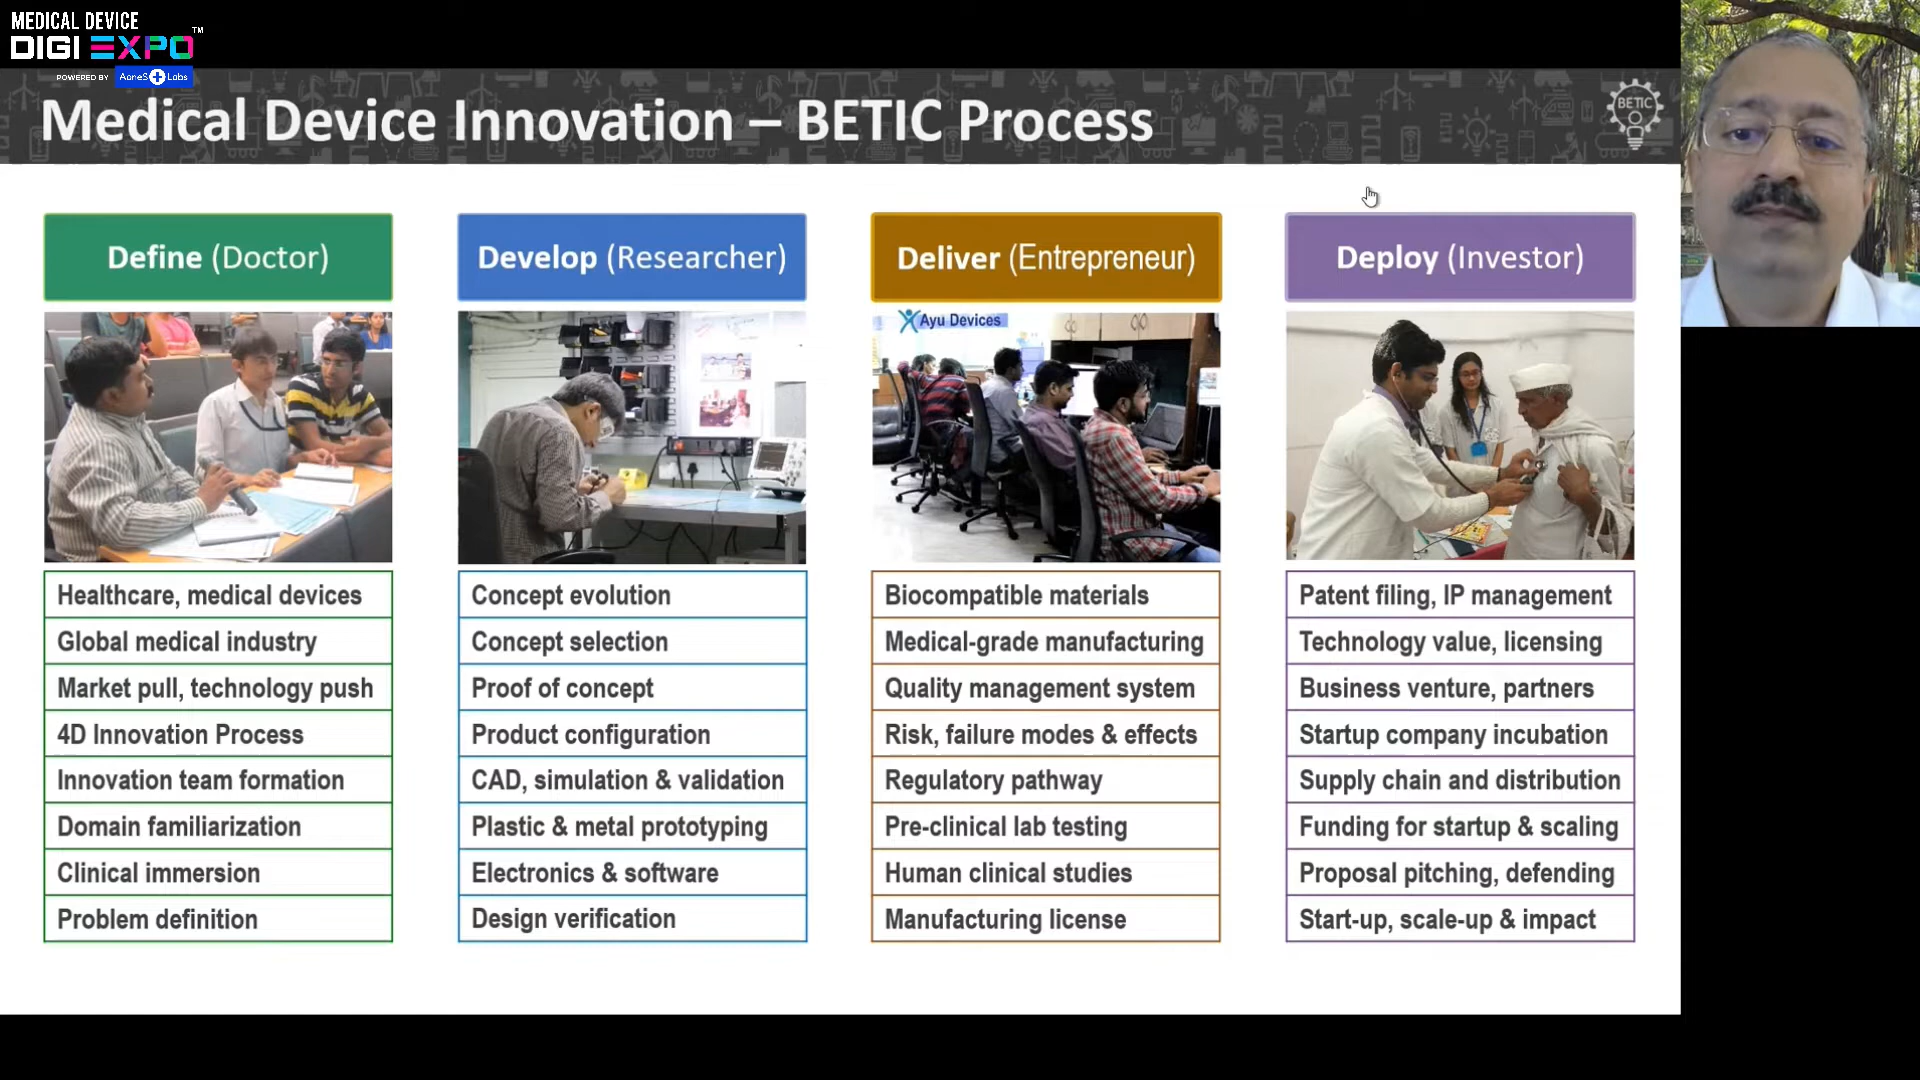 MEDICAL DEVICE
DIGI EXPO™
POWERED BY AaneS Labs
Medical Device Innovation – BETIC Process
BETIC
Define (Doctor)
Healthcare, medical devices
Global medical industry
Market pull, technology push
4D Innovation Process
Innovation team formation
Domain familiarization
Clinical immersion
Problem definition
Develop (Researcher)
Concept evolution
Concept selection
Proof of concept
Product configuration
CAD, simulation & validation
Plastic & metal prototyping
Electronics & software
Design verification
Deliver (Entrepreneur)
Ayu Devices
Biocompatible materials
Medical-grade manufacturing
Quality management system
Risk, failure modes & effects
Regulatory pathway
Pre-clinical lab testing
Human clinical studies
Manufacturing license
Deploy (Investor)
Patent filing, IP management
Technology value, licensing
Business venture, partners
Startup company incubation
Supply chain and distribution
Funding for startup & scaling
Proposal pitching, defending
Start-up, scale-up & impact